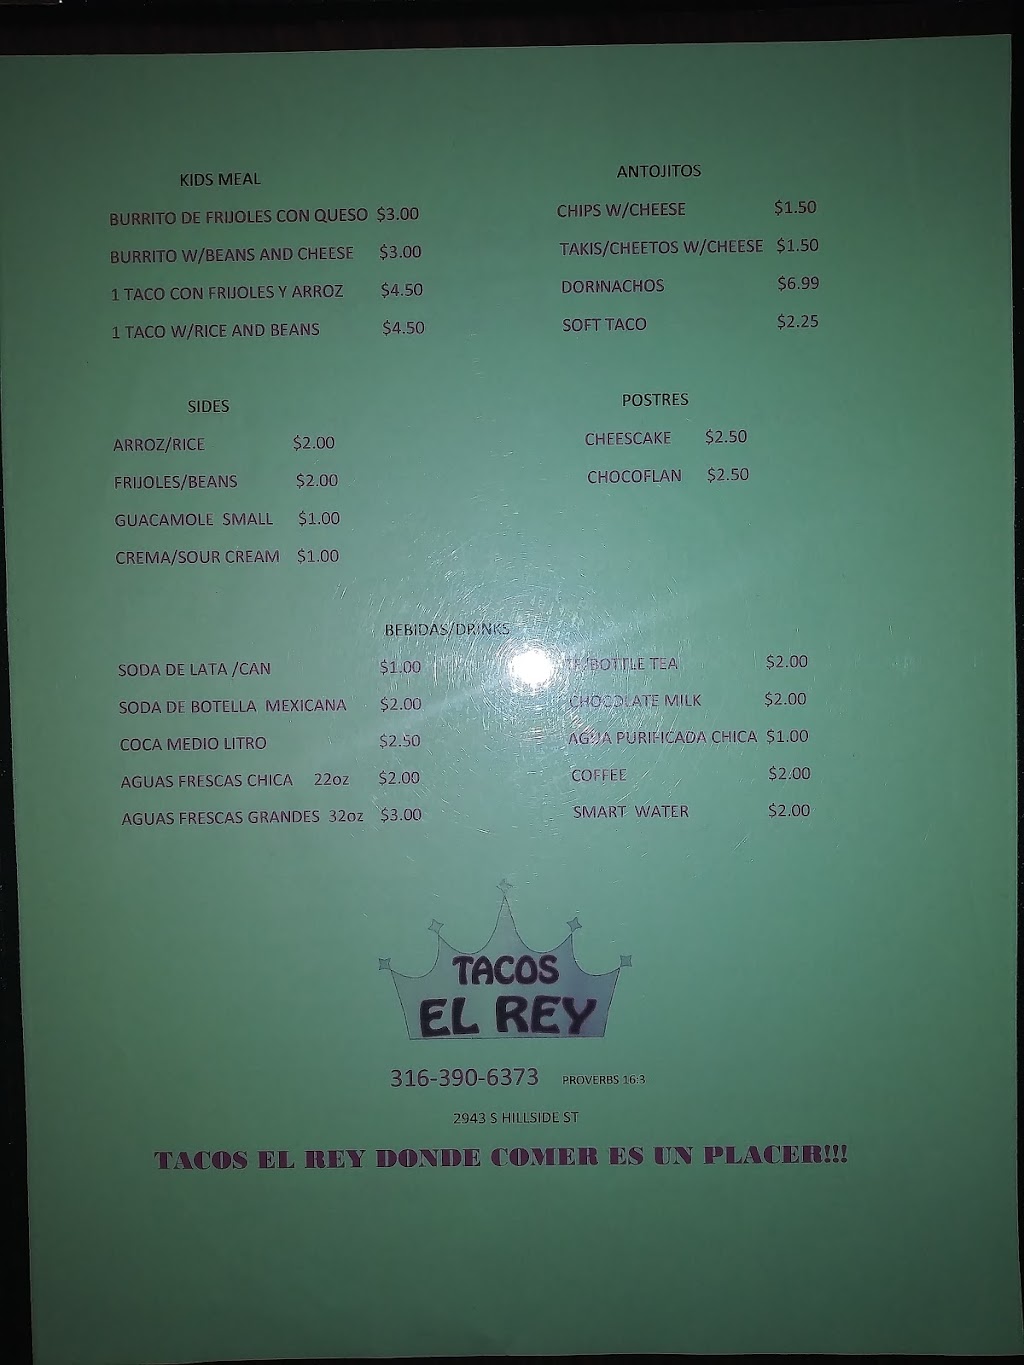 KIDS MEAL
BURRITO DE FRIJOLES CON QUESO $3.00
BURRITO W/BEANS AND CHEESE $3.00
1 TACO CON FRIJOLES Y ARROZ $4.50
1 TACO W/RICE AND BEANS $4.50
ANTOJITOS
CHIPS W/CHEESE $1.50
TAKIS/CHEETOS W/CHEESE $1.50
DORINACHOS $6.99
SOFT TACO $2.25
SIDES
ARROZ/RICE $2.00
FRIJOLES/BEANS $2.00
GUACAMOLE SMALL $1.00
CREMA/SOUR CREAM $1.00
POSTRES
CHEESCAKE $2.50
CHOCOFLAN $2.50
BEBIDAS/DRINKS
SODA DE LATA /CAN $1.00
SODA DE BOTELLA MEXICANA $2.00
COCA MEDIO LITRO $2.50
AGUAS FRESCAS CHICA 22oz $2.00
AGUAS FRESCAS GRANDES 32oz $3.00
TE/BOTTLE TEA $2.00
CHOCOLATE MILK $2.00
AGUA PURIFICADA CHICA $1.00
COFFEE $2.00
SMART WATER $2.00
TACOS
EL REY
316-390-6373 PROVERBS 16:3
2943 S HILLSIDE ST
TACOS EL REY DONDE COMER ES UN PLACER!!!